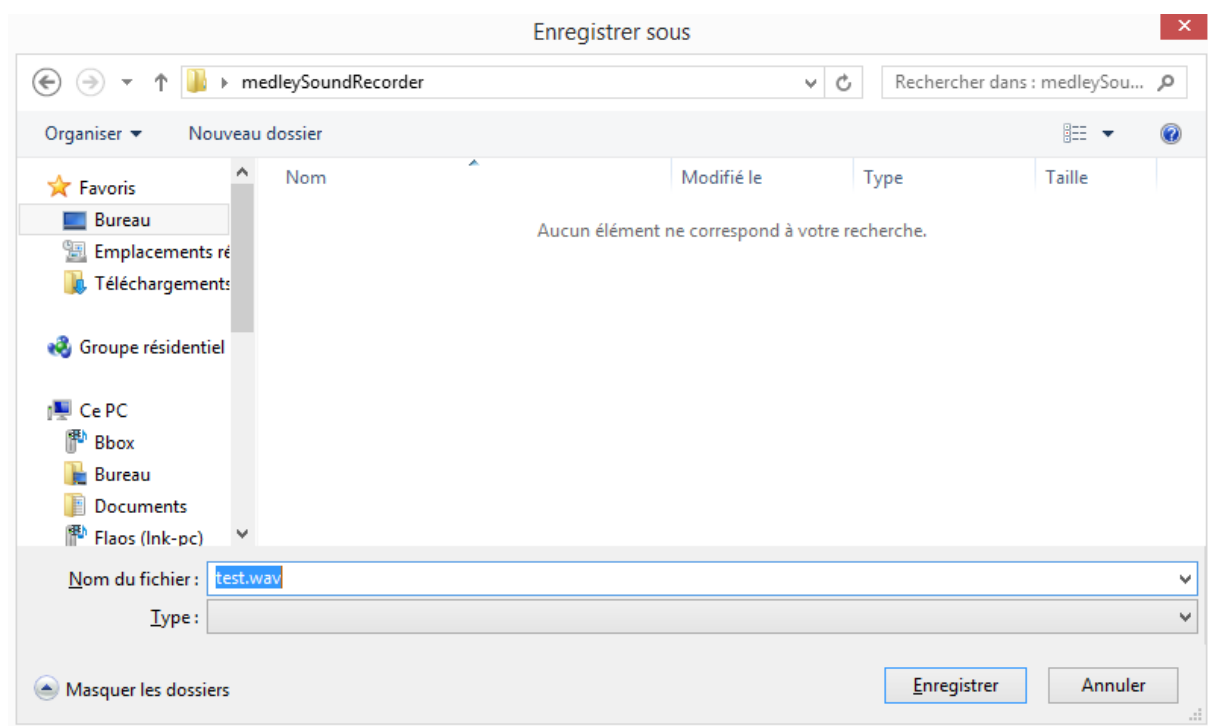 Enregistrer sous
medleySoundRecorder
Rechercher dans : medleySou...
Organiser
Nouveau dossier
Nom
Modifié le
Type
Taille
Aucun élément ne correspond à votre recherche.
Favoris
Bureau
Emplacements ré
Téléchargements
Groupe résidentiel
Ce PC
Bbox
Bureau
Documents
Flaos (Ink-pc)
Nom du fichier : test.wav
Type :
Masquer les dossiers
Enregistrer
Annuler